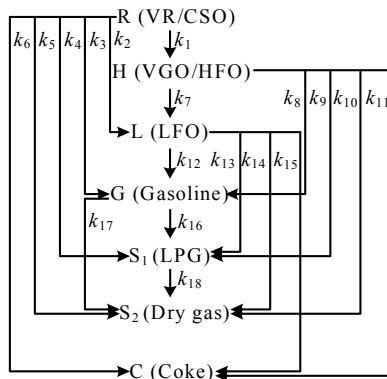 R (VR/CSO)
k6 k5 k4 k3 k2 k1
H (VGO/HFO)
k7 k8 k9 k10 k11
L (LFO)
k12 k13 k14 k15
G (Gasoline)
k17 k16
S1 (LPG)
k18
S2 (Dry gas)
C (Coke)